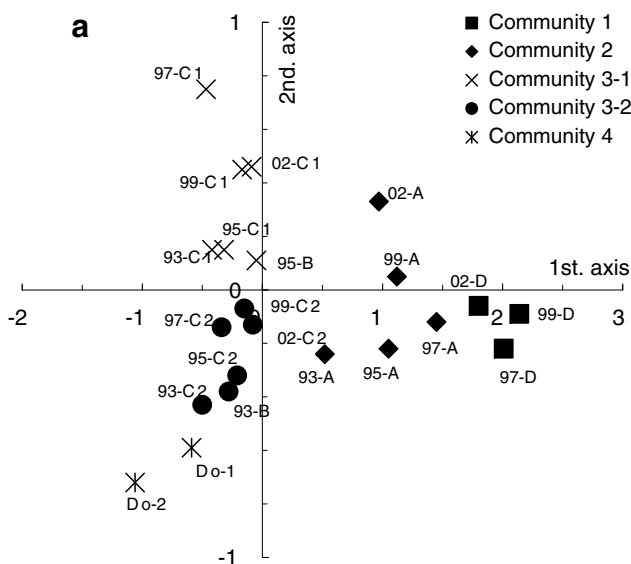 a
1
2nd. axis
Community 1
Community 2
Community 3-1
Community 3-2
Community 4
97-C1
99-C1
02-C1
02-A
95-C1
93-C1
95-B
99-A
1st. axis
02-D
-2
-1
0
1
2
3
97-C2
99-C2
99-D
02-C2
95-C2
93-A
95-A
97-A
97-D
93-C2
93-B
Do-1
Do-2
-1